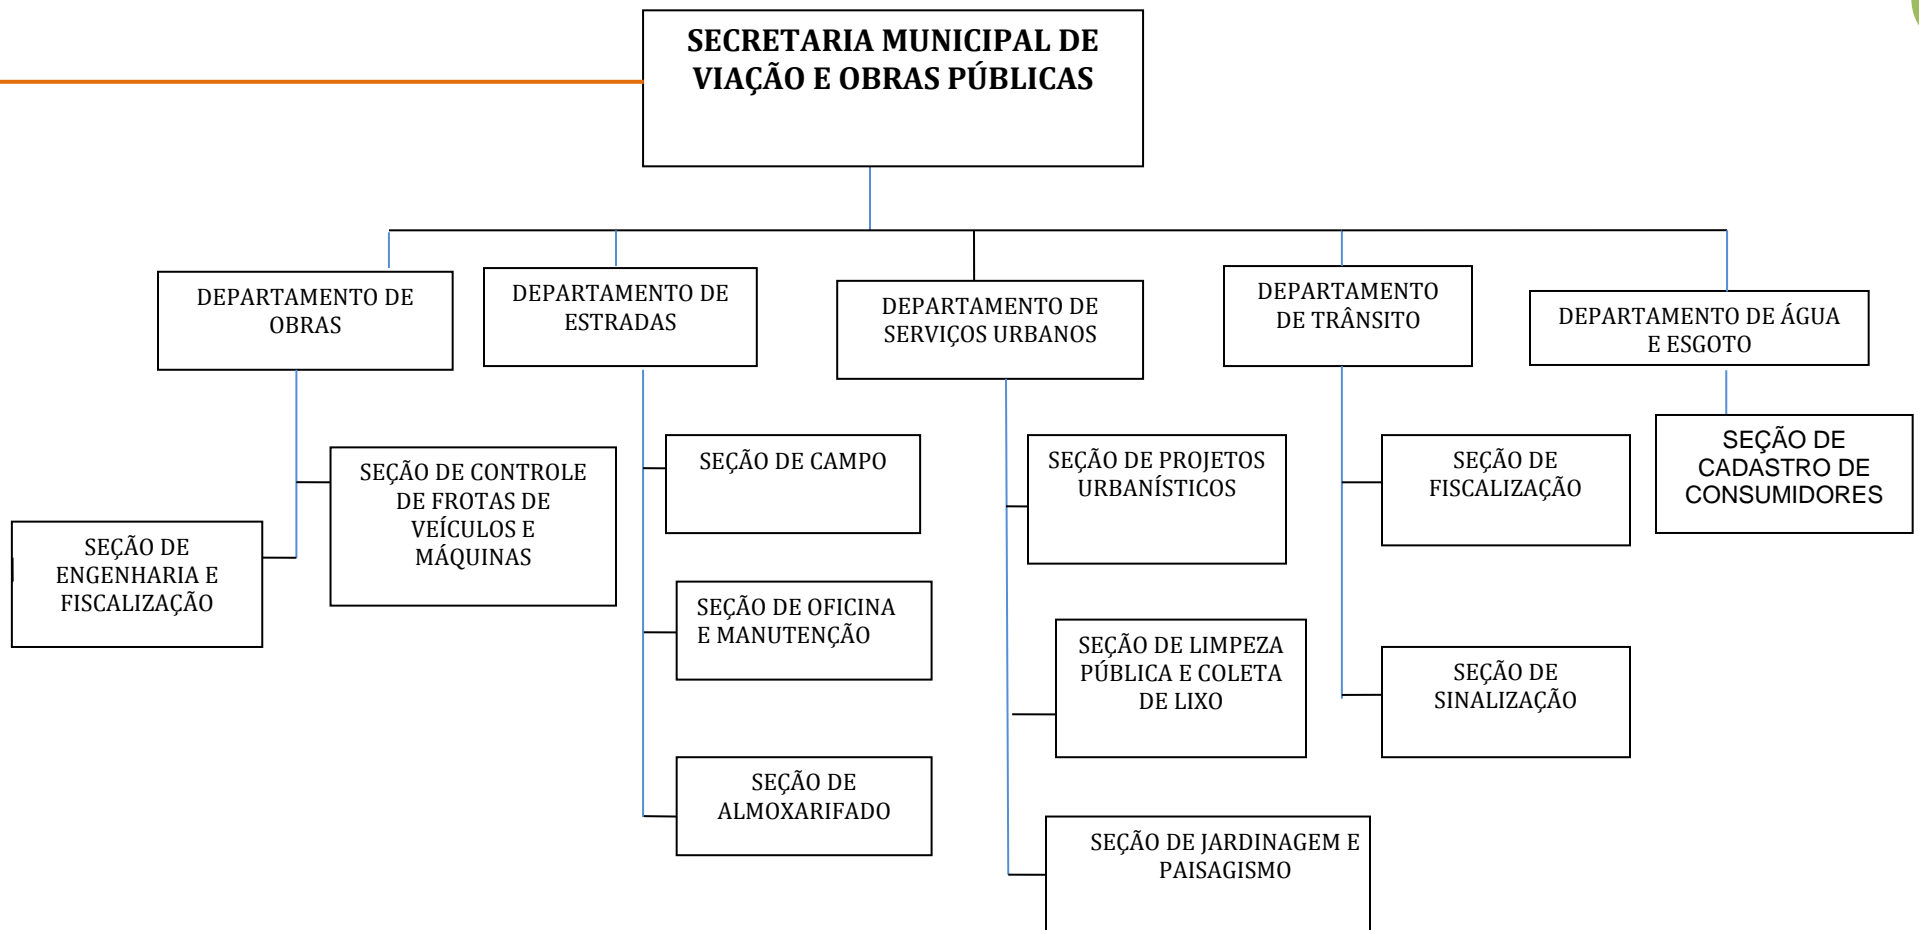 SECRETARIA MUNICIPAL DE
VIAÇÃO E OBRAS PÚBLICAS
DEPARTAMENTO DE
OBRAS
DEPARTAMENTO DE
ESTRADAS
DEPARTAMENTO DE
SERVIÇOS URBANOS
DEPARTAMENTO
DE TRÂNSITO
DEPARTAMENTO DE ÁGUA
E ESGOTO
SEÇÃO DE
ENGENHARIA E
FISCALIZAÇÃO
SEÇÃO DE CONTROLE
DE FROTAS DE
VEÍCULOS E
MÁQUINAS
SEÇÃO DE CAMPO
SEÇÃO DE OFICINA
E MANUTENÇÃO
SEÇÃO DE
ALMOXARIFADO
SEÇÃO DE PROJETOS
URBANÍSTICOS
SEÇÃO DE LIMPEZA
PÚBLICA E COLETA
DE LIXO
SEÇÃO DE JARDINAGEM E
PAISAGISMO
SEÇÃO DE
FISCALIZAÇÃO
SEÇÃO DE
SINALIZAÇÃO
SEÇÃO DE
CADASTRO DE
CONSUMIDORES